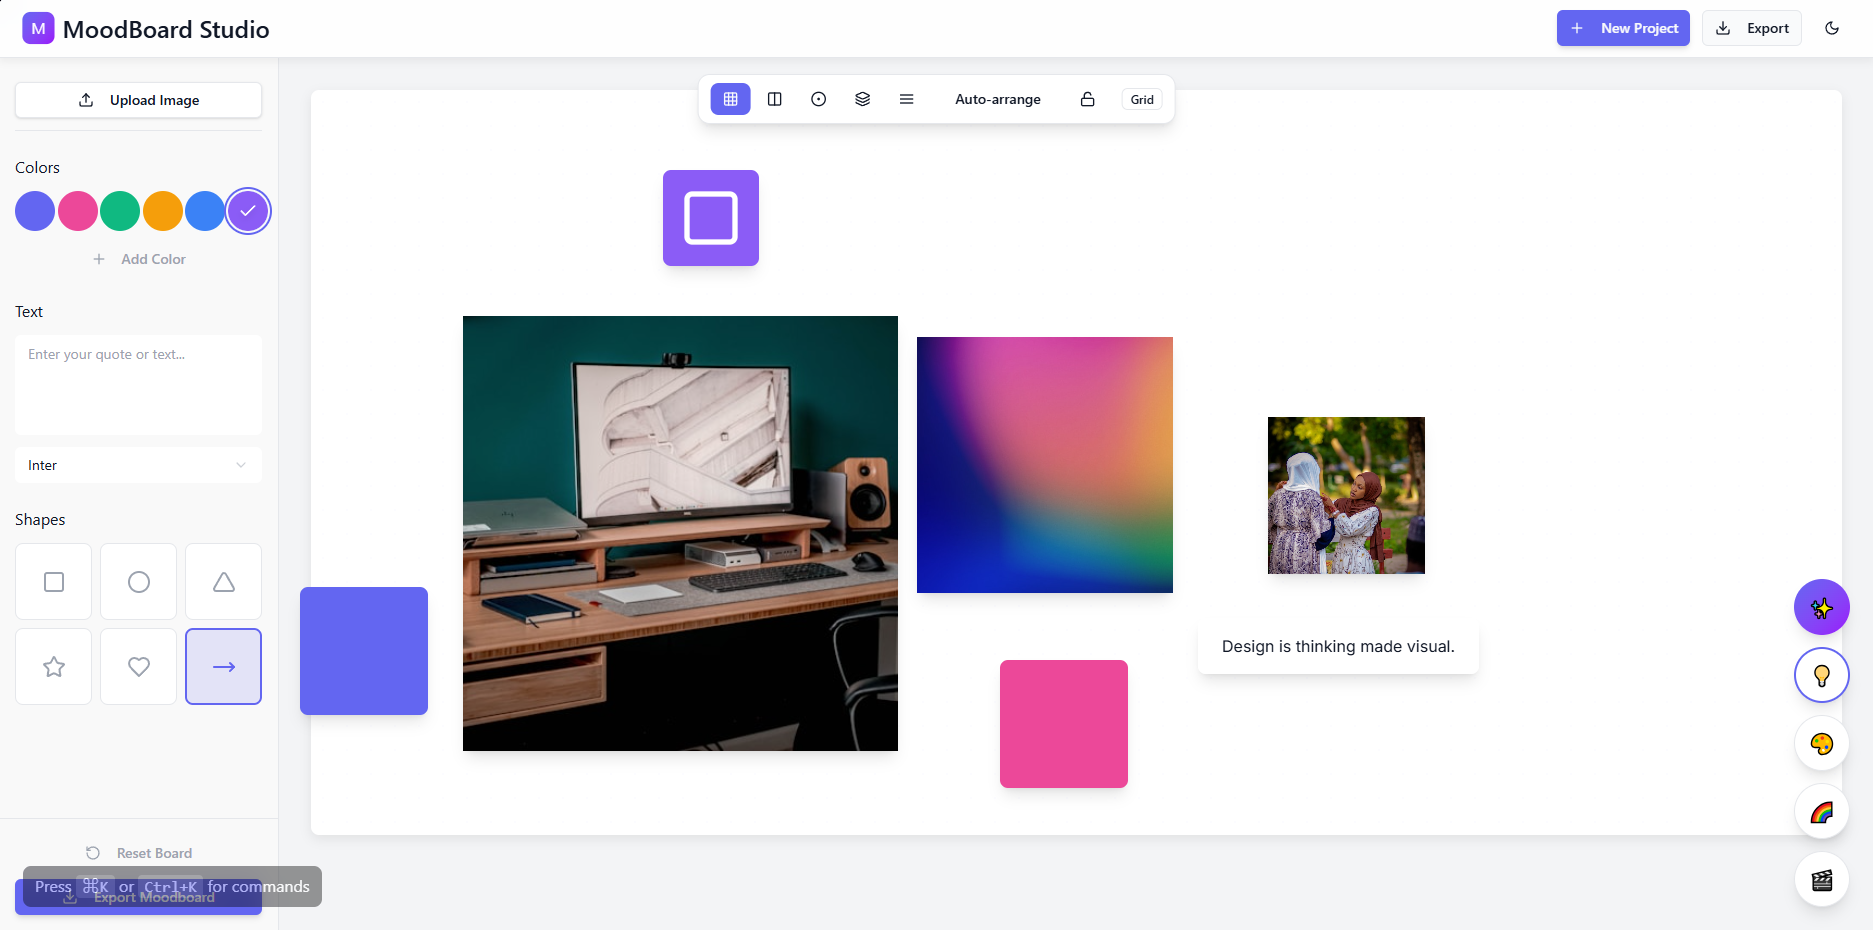 M MoodBoard Studio
New Project
Export
Upload Image
Auto-arrange
Grid
Colors
Add Color
Text
Enter your quote or text...
Inter
Shapes
Design is thinking made visual.
Reset Board
Press ⌘K or Ctrl+K for commands
Export Moodboard